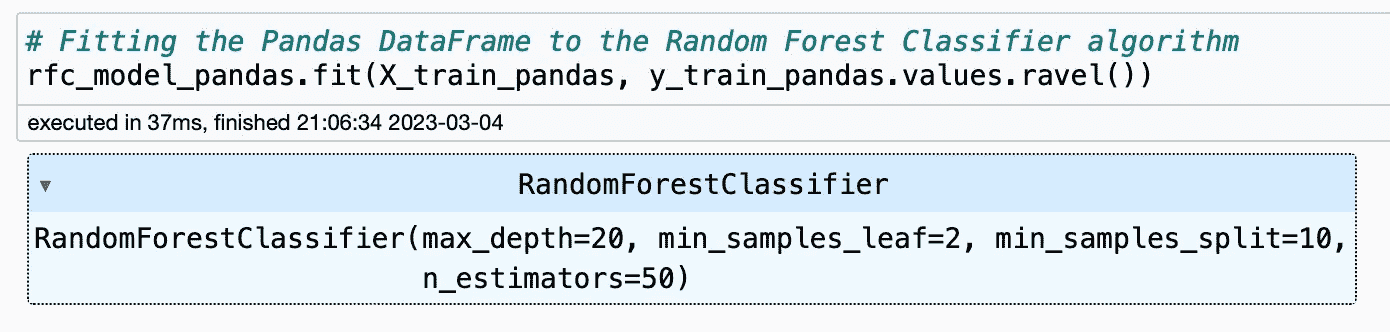 # Fitting the Pandas DataFrame to the Random Forest Classifier algorithm
rfc_model_pandas.fit(X_train_pandas, y_train_pandas.values.ravel())
executed in 37ms, finished 21:06:34 2023-03-04
RandomForestClassifier
RandomForestClassifier(max_depth=20, min_samples_leaf=2, min_samples_split=10,
n_estimators=50)